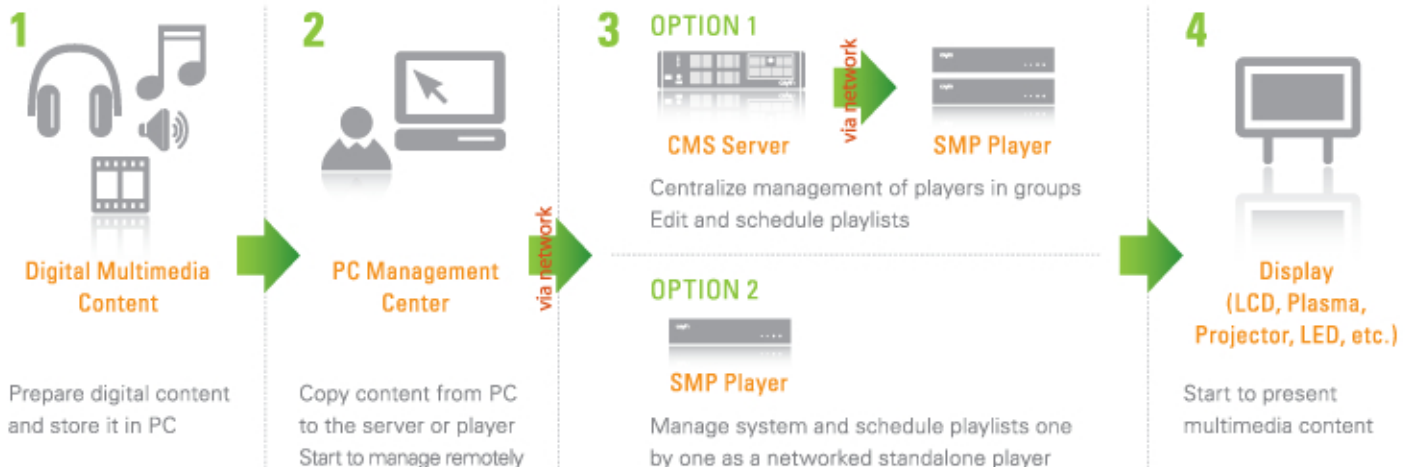 1
Digital Multimedia
Content
Prepare digital content
and store it in PC
2
PC Management
Center
Copy content from PC
to the server or player
Start to manage remotely
via network
3
OPTION 1
CMS Server
via network
SMP Player
Centralize management of players in groups
Edit and schedule playlists
OPTION 2
SMP Player
Manage system and schedule playlists one
by one as a networked standalone player
4
Display
(LCD, Plasma,
Projector, LED, etc.)
Start to present
multimedia content